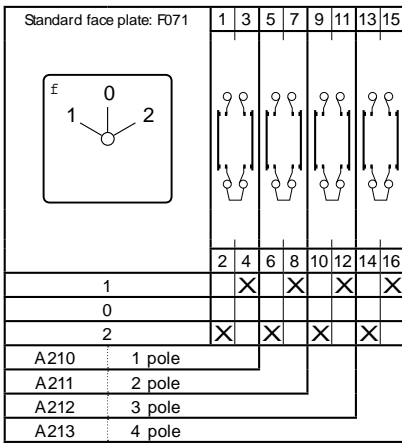 Standard face plate: F071 1 3 5 7 9 11 13 15
f
0
1 2
2 4 6 8 10 12 14 16
1 X X X X
0
2 X X X X
A210 1 pole
A211 2 pole
A212 3 pole
A213 4 pole